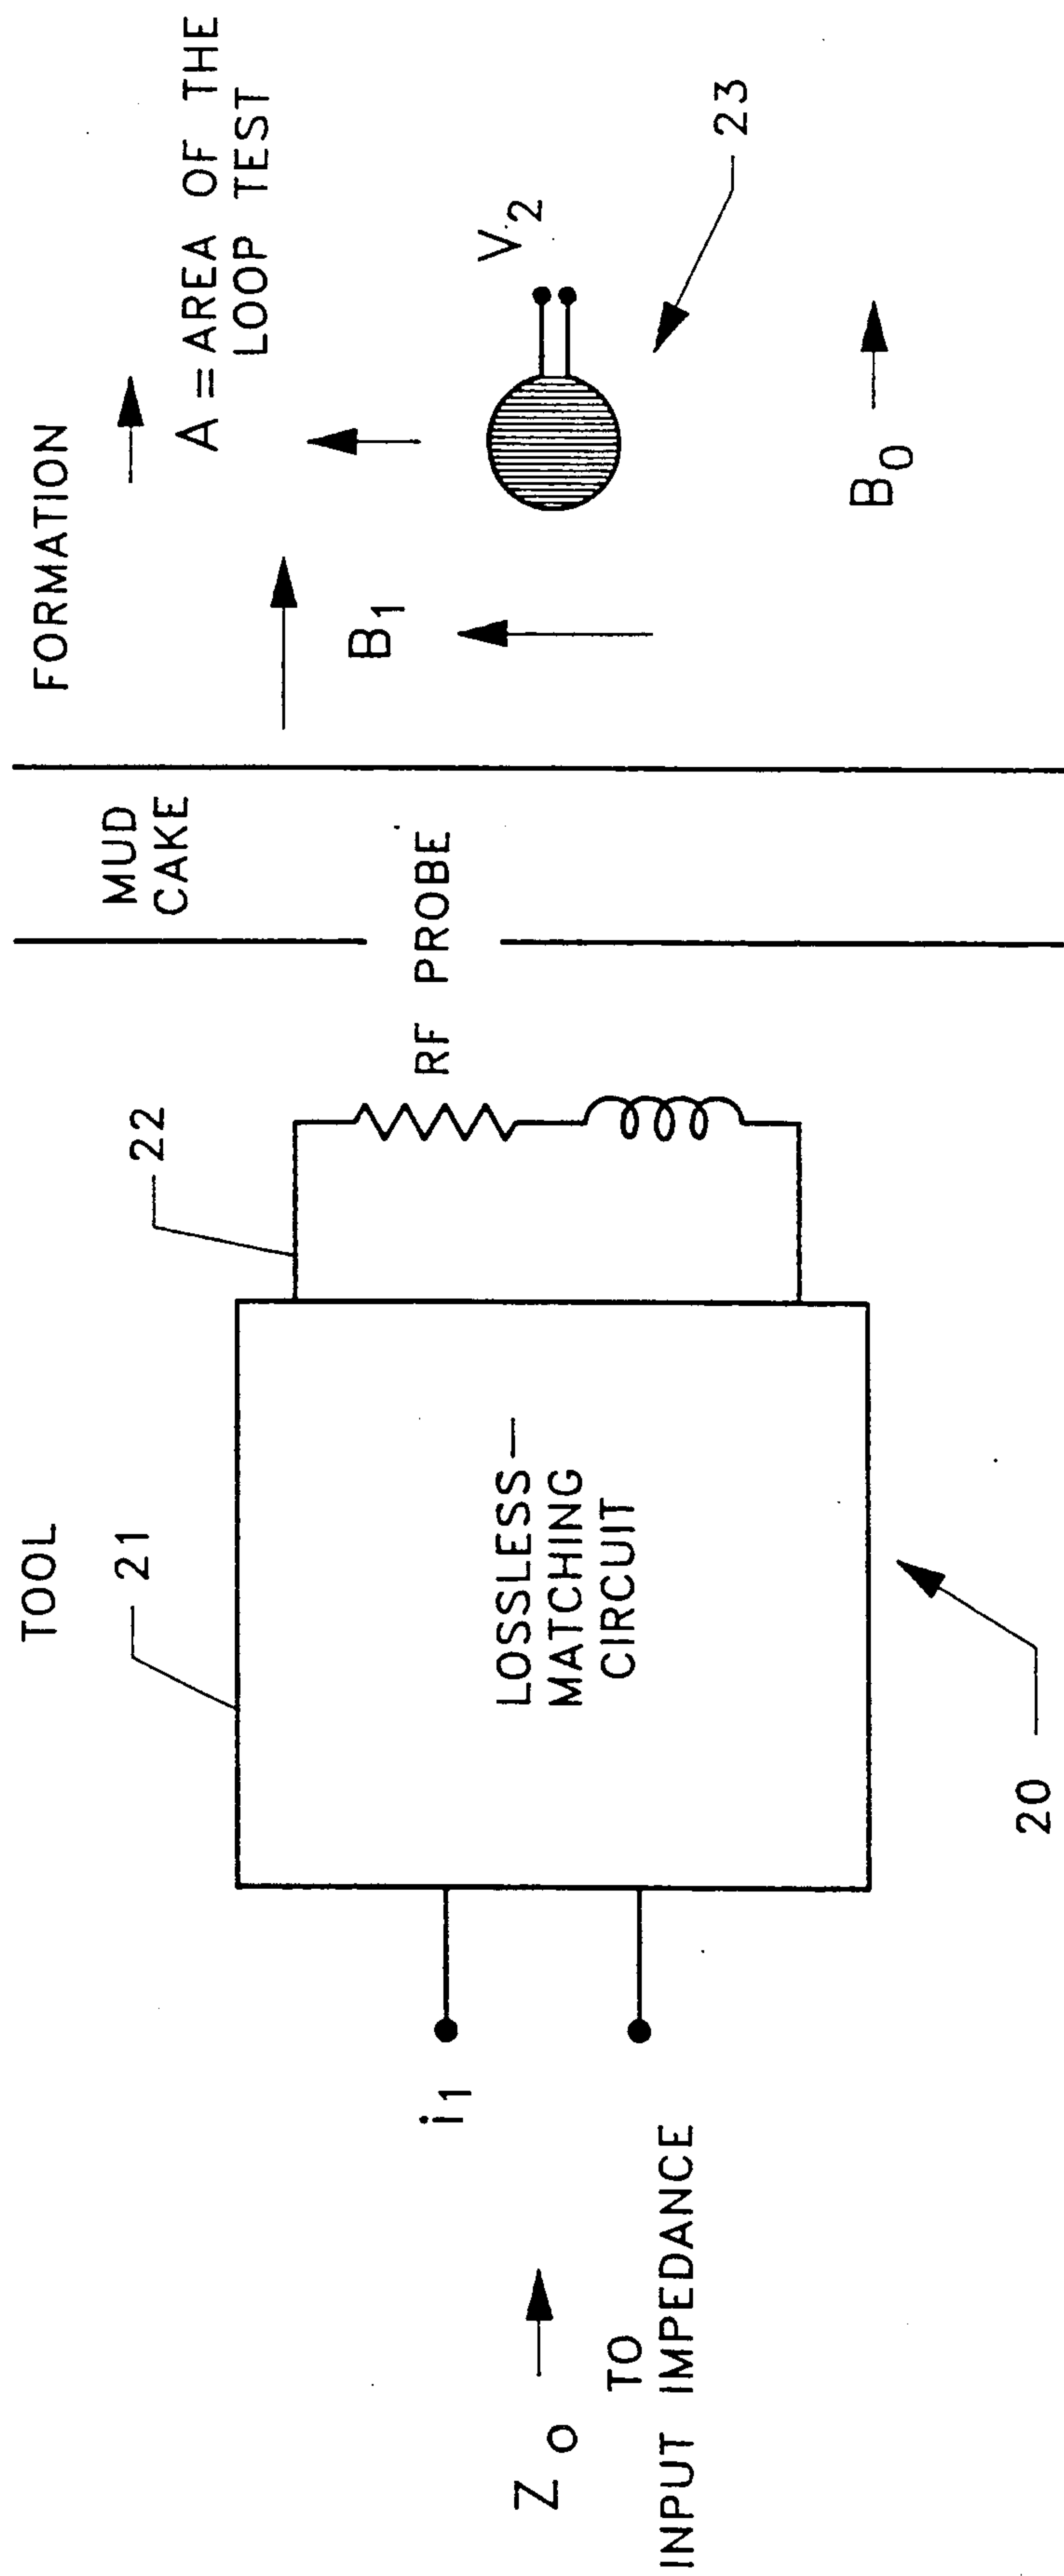 TOOL
21
22
LOSSLESS—
MATCHING
CIRCUIT
20
i1
Z o
TO
INPUT IMPEDANCE
RF PROBE
MUD
CAKE
FORMATION
A = AREA OF THE
LOOP TEST
B1
V2
23
B0